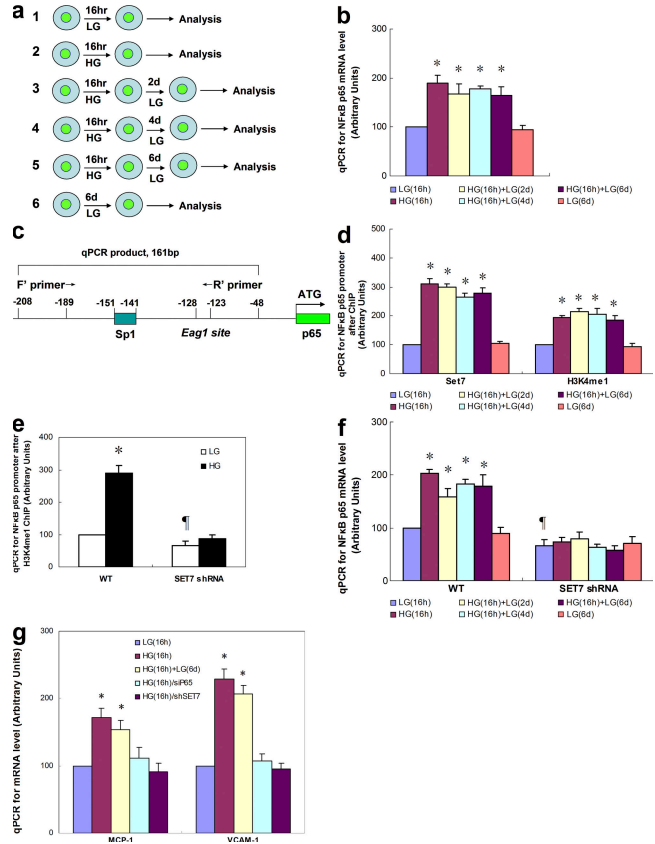 a
1 16hr LG Analysis
2 16hr HG Analysis
3 16hr HG 2d LG Analysis
4 16hr HG 4d LG Analysis
5 16hr HG 6d LG Analysis
6 6d LG Analysis
b
qPCR for NFκB p65 mRNA level
(Arbitrary Units)
300
200
100
0
*
*
*
*
LG(16h) HG(16h)+LG(2d) HG(16h)+LG(6d)
HG(16h) HG(16h)+LG(4d) LG(6d)
c
qPCR product, 161bp
F' primer R' primer ATG
-208 -189 -151 -141 -128 -123 -48
Sp1 Eag1 site p65
d
qPCR for NFκB p65 promoter
after ChIP
(Arbitrary Units)
400
300
200
100
0
* * * *
* * * *
Set7 H3K4me1
LG(16h) HG(16h)+LG(2d) HG(16h)+LG(6d)
HG(16h) HG(16h)+LG(4d) LG(6d)
e
qPCR for NFκB p65 promoter after
H3K4me1 ChIP (Arbitrary Units)
400
300
200
100
0
*
¶
LG
HG
WT SET7 shRNA
f
qPCR for NFκB p65 mRNA level
(Arbitrary Units)
300
200
100
0
* * * *
¶
WT SET7 shRNA
LG(16h) HG(16h)+LG(2d) HG(16h)+LG(6d)
HG(16h) HG(16h)+LG(4d) LG(6d)
g
qPCR for mRNA level (Arbitrary Units)
300
200
100
0
LG(16h)
HG(16h)
HG(16h)+LG(6d)
HG(16h)/siP65
HG(16h)/shSET7
* *
* *
MCP-1 VCAM-1